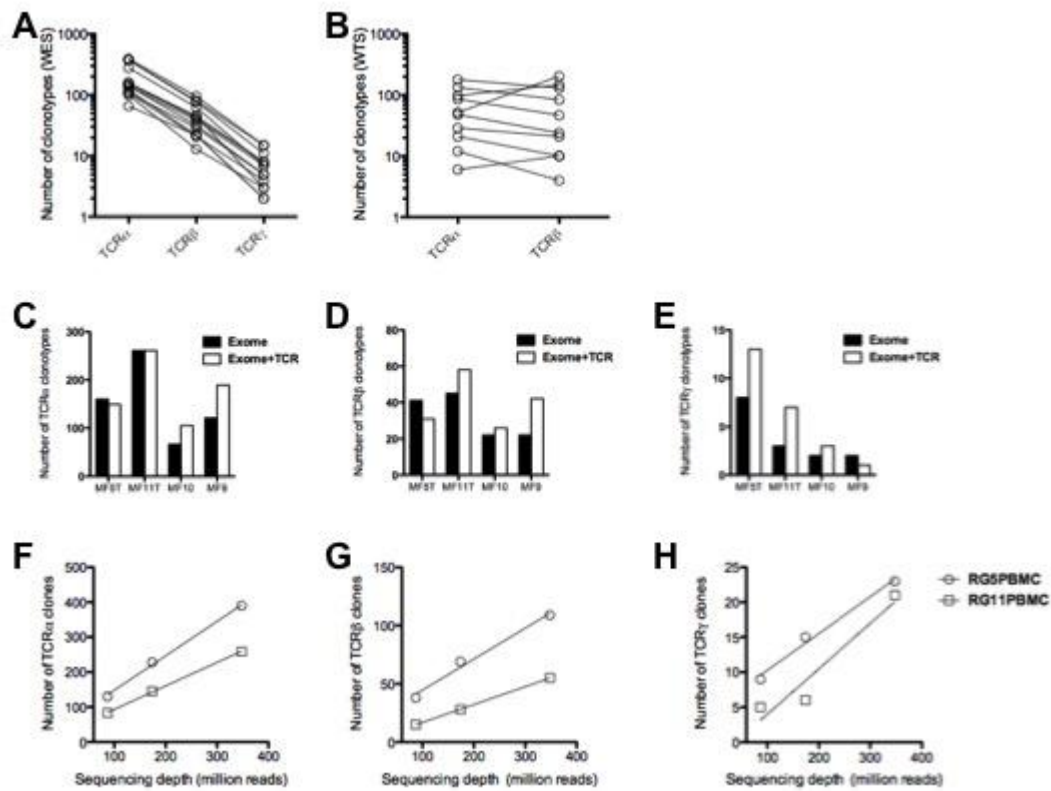 A
Number of clonotypes (WES)
1000
100
10
1
TCRα
TCRβ
TCRγ
B
Number of clonotypes (WTS)
1000
100
10
1
TCRα
TCRβ
C
Number of TCRα clonotypes
300
200
100
0
MF5T
MF11T
MF10
MF9
Exome
Exome+TCR
D
Number of TCRβ clonotypes
80
60
40
20
0
MF5T
MF11T
MF10
MF9
Exome
Exome+TCR
E
Number of TCRγ clonotypes
15
10
5
0
MF5T
MF11T
MF10
MF9
Exome
Exome+TCR
F
Number of TCRα clones
500
400
300
200
100
0
100
200
300
400
Sequencing depth (million reads)
G
Number of TCRβ clones
150
100
50
0
100
200
300
400
Sequencing depth (million reads)
H
Number of TCRγ clones
25
20
15
10
5
0
100
200
300
400
Sequencing depth (million reads)
RG5PBMC
RG11PBMC